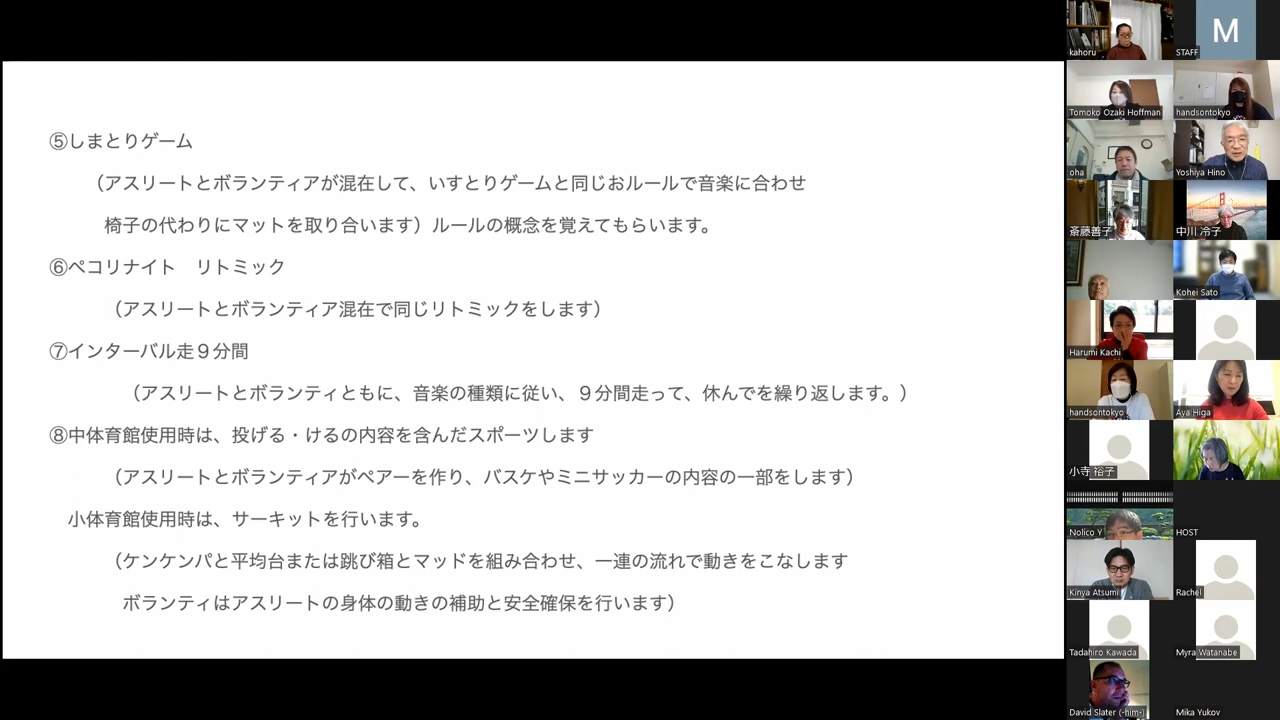 ⑤しまとりゲーム
（アスリートとボランティアが混在して、いすとりゲームと同じおルールで音楽に合わせ
椅子の代わりにマットを取り合います）ルールの概念を覚えてもらいます。
⑥ペコリナイト　リトミック
（アスリートとボランティア混在で同じリトミックをします）
⑦インターバル走９分間
（アスリートとボランティともに、音楽の種類に従い、９分間走って、休んでを繰り返します。）
⑧中体育館使用時は、投げる・けるの内容を含んだスポーツします
（アスリートとボランティアがペアーを作り、バスケやミニサッカーの内容の一部をします）
小体育館使用時は、サーキットを行います。
（ケンケンパと平均台または跳び箱とマッドを組み合わせ、一連の流れで動きをこなします
ボランティはアスリートの身体の動きの補助と安全確保を行います）
kahoru
M
STAFF
Tomoko Ozaki Hoffman
handsontokyo
oha
Yoshiya Hino
斎藤善子
中川 冷子
Kohei Sato
Harumi Kachi
handsontokyo
Aya Higa
小寺 裕子
Nolico Y
HOST
Kinya Atsumi
Rachel
Tadahiro Kawada
Myra Watanabe
David Slater (-him-)
Mika Yukov